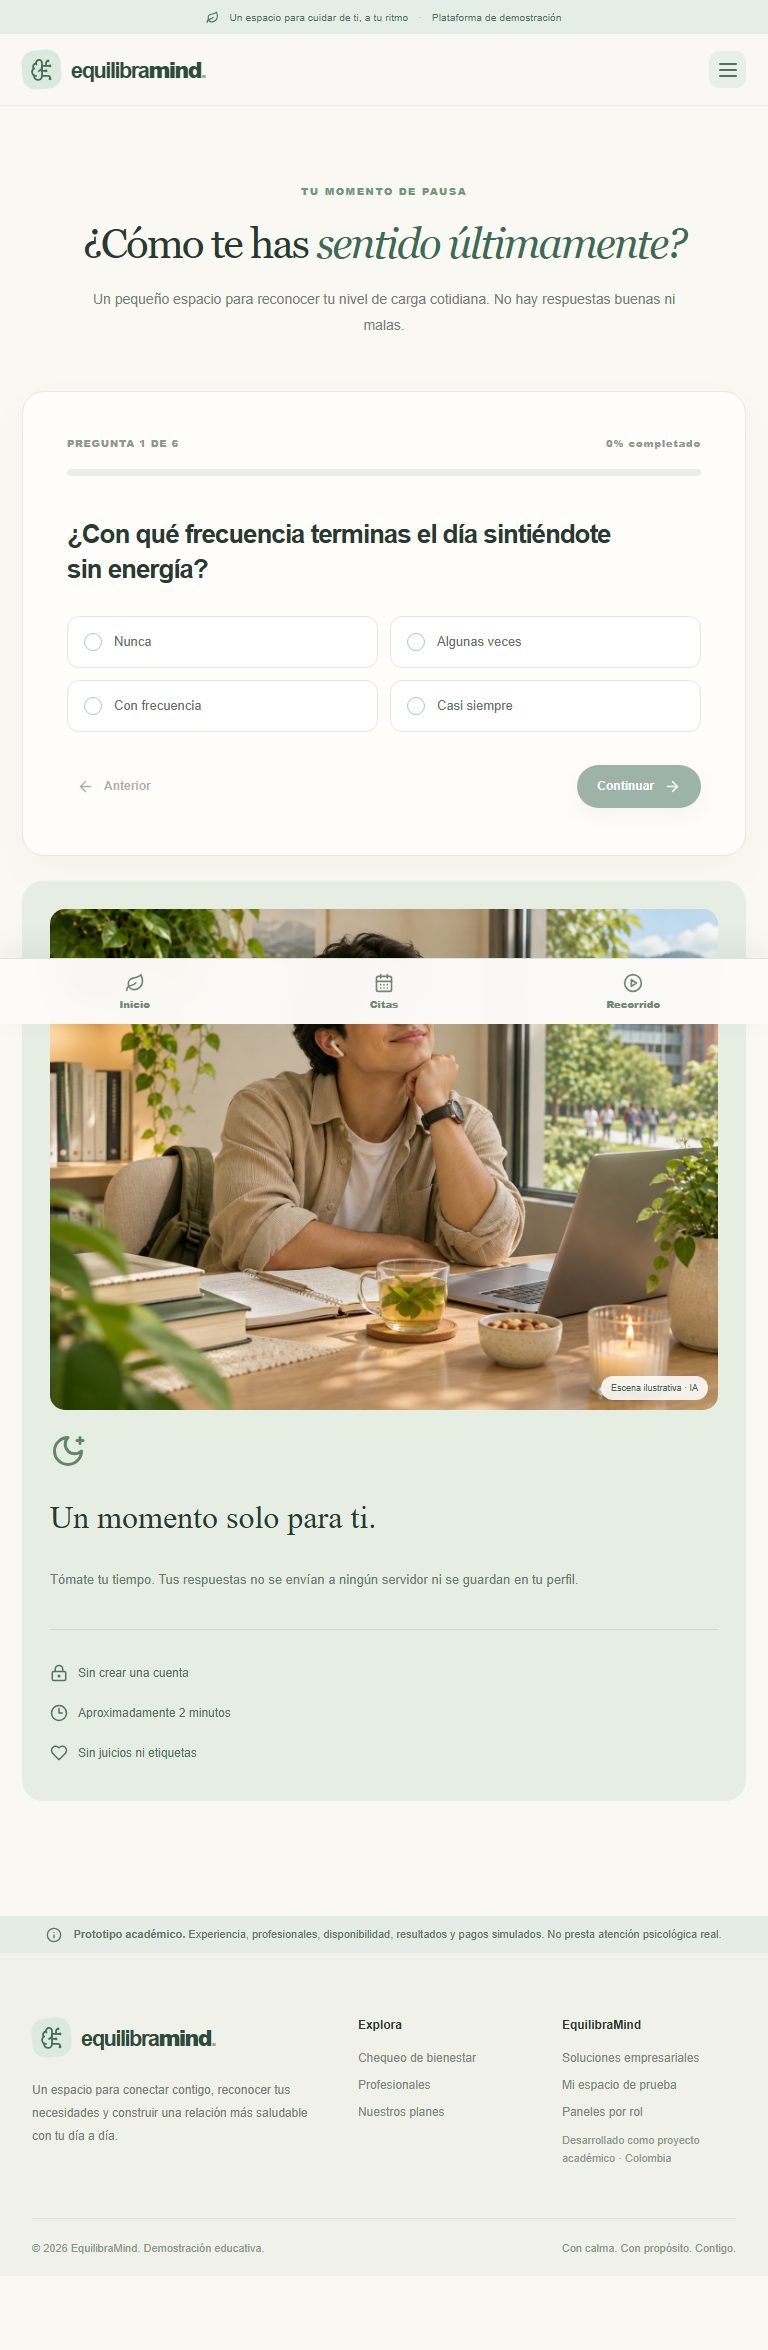 Un espacio para cuidar de ti, a tu ritmo · Plataforma de demostración
equilibramind.
TU MOMENTO DE PAUSA
¿Cómo te has sentido últimamente?
Un pequeño espacio para reconocer tu nivel de carga cotidiana. No hay respuestas buenas ni
malas.
PREGUNTA 1 DE 6
0% completado
¿Con qué frecuencia terminas el día sintiéndote
sin energía?
Nunca
Algunas veces
Con frecuencia
Casi siempre
Anterior
Continuar
Inicio
Citas
Recorrido
Escena ilustrativa · IA
Un momento solo para ti.
Tómate tu tiempo. Tus respuestas no se envían a ningún servidor ni se guardan en tu perfil.
Sin crear una cuenta
Aproximadamente 2 minutos
Sin juicios ni etiquetas
Prototipo académico. Experiencia, profesionales, disponibilidad, resultados y pagos simulados. No presta atención psicológica real.
equilibramind.
Un espacio para conectar contigo, reconocer tus
necesidades y construir una relación más saludable
con tu día a día.
Explora
Chequeo de bienestar
Profesionales
Nuestros planes
EquilibraMind
Soluciones empresariales
Mi espacio de prueba
Paneles por rol
Desarrollado como proyecto
académico · Colombia
© 2026 EquilibraMind. Demostración educativa.
Con calma. Con propósito. Contigo.